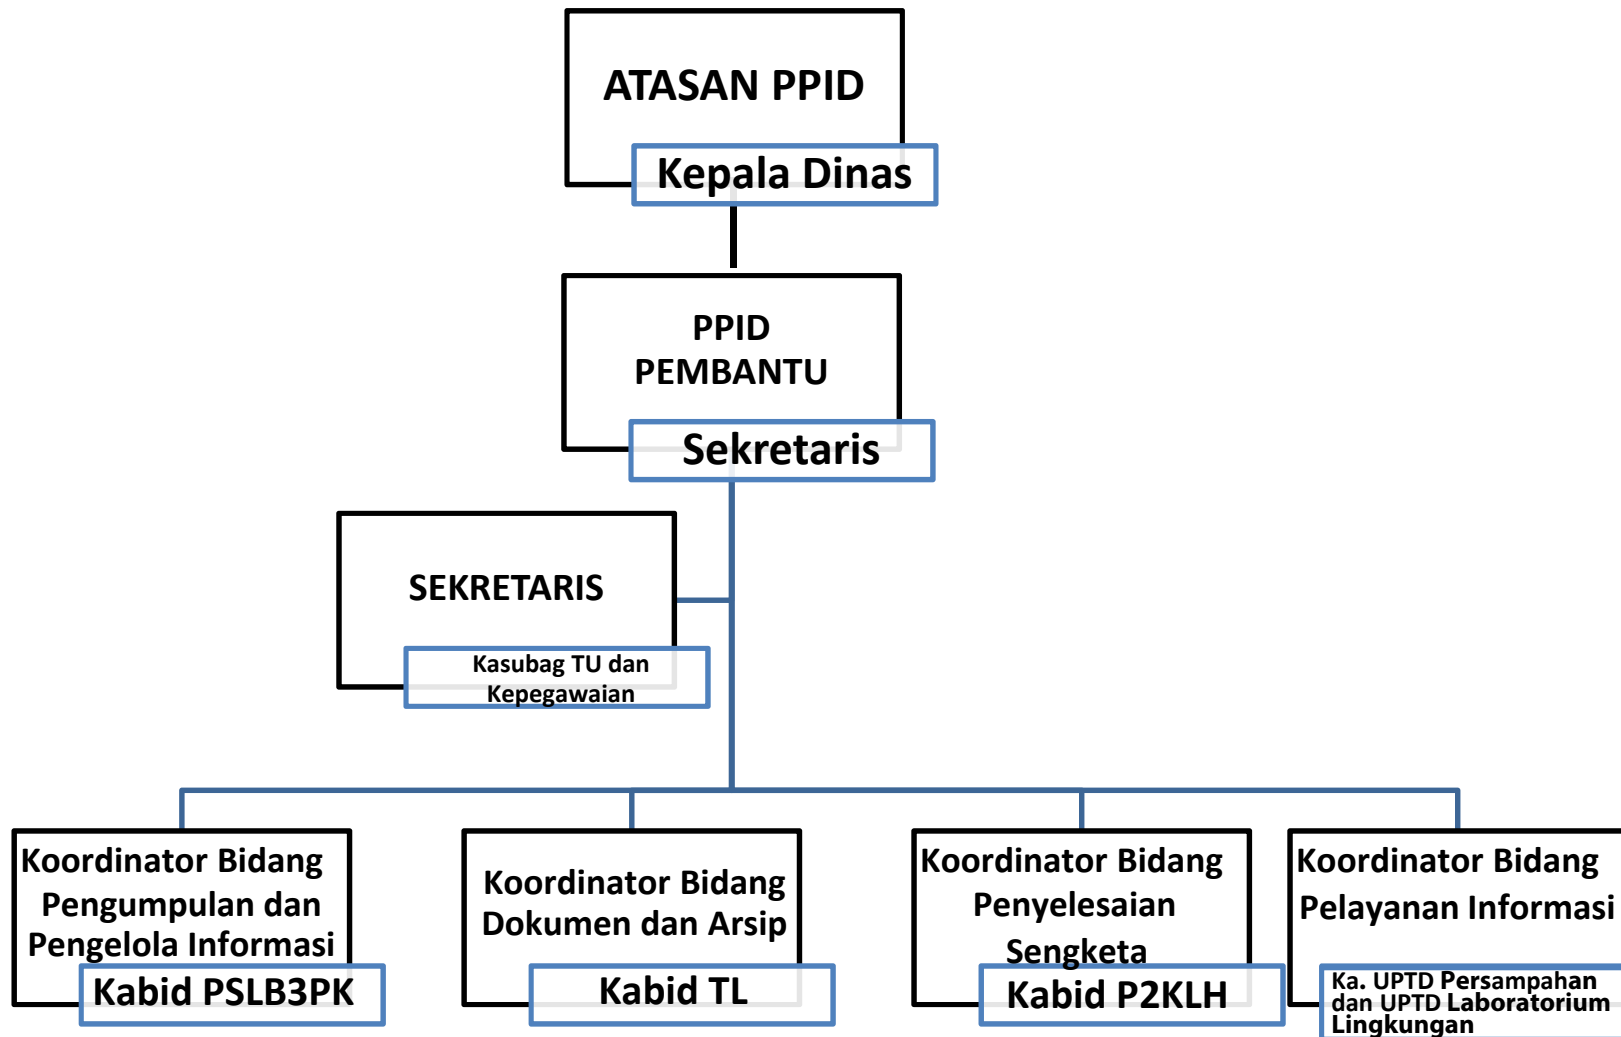 ATASAN PPID
Kepala Dinas
PPID
PEMBANTU
Sekretaris
SEKRETARIS
Kasubag TU dan
Kepegawaian
Koordinator Bidang
Pengumpulan dan
Pengelola Informasi
Kabid PSLB3PK
Koordinator Bidang
Dokumen dan Arsip
Kabid TL
Koordinator Bidang
Penyelesaian
Sengketa
Kabid P2KLH
Koordinator Bidang
Pelayanan Informasi
Ka. UPTD Persampahan
dan UPTD Laboratorium
Lingkungan